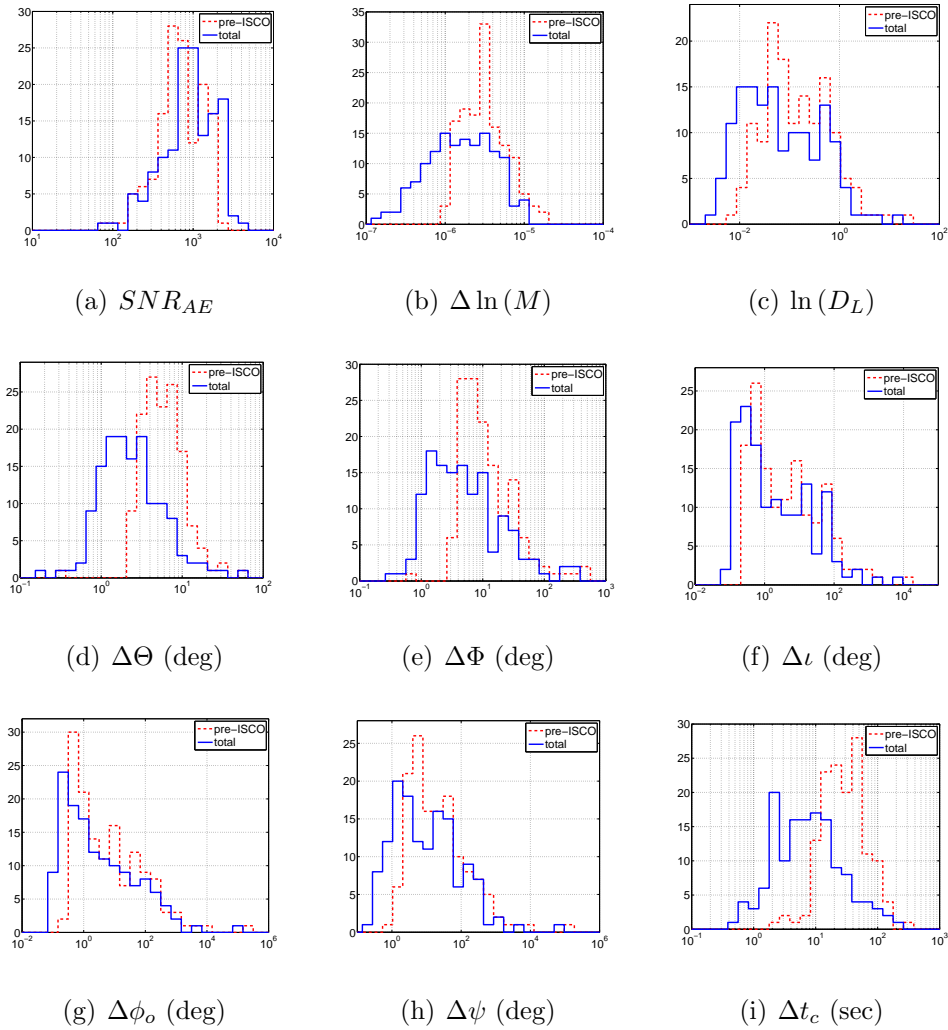 pre-ISCO
total
30
25
20
15
10
5
0
10^1 10^2 10^3 10^4
(a) SNR_{AE}
pre-ISCO
total
35
30
25
20
15
10
5
0
10^{-7} 10^{-6} 10^{-5} 10^{-4}
(b) Δ ln (M)
pre-ISCO
total
20
15
10
5
0
10^{-2} 10^0 10^2
(c) ln (D_L)
pre-ISCO
total
25
20
15
10
5
0
10^{-1} 10^0 10^1 10^2
(d) ΔΘ (deg)
pre-ISCO
total
30
25
20
15
10
5
0
10^{-1} 10^0 10^1 10^2 10^3
(e) ΔΦ (deg)
pre-ISCO
total
25
20
15
10
5
0
10^{-2} 10^0 10^2 10^4
(f) Δι (deg)
pre-ISCO
total
30
25
20
15
10
5
0
10^{-2} 10^0 10^2 10^4 10^6
(g) Δϕ_o (deg)
pre-ISCO
total
25
20
15
10
5
0
10^0 10^2 10^4 10^6
(h) Δψ (deg)
pre-ISCO
total
30
25
20
15
10
5
0
10^{-1} 10^0 10^1 10^2 10^3
(i) Δt_c (sec)